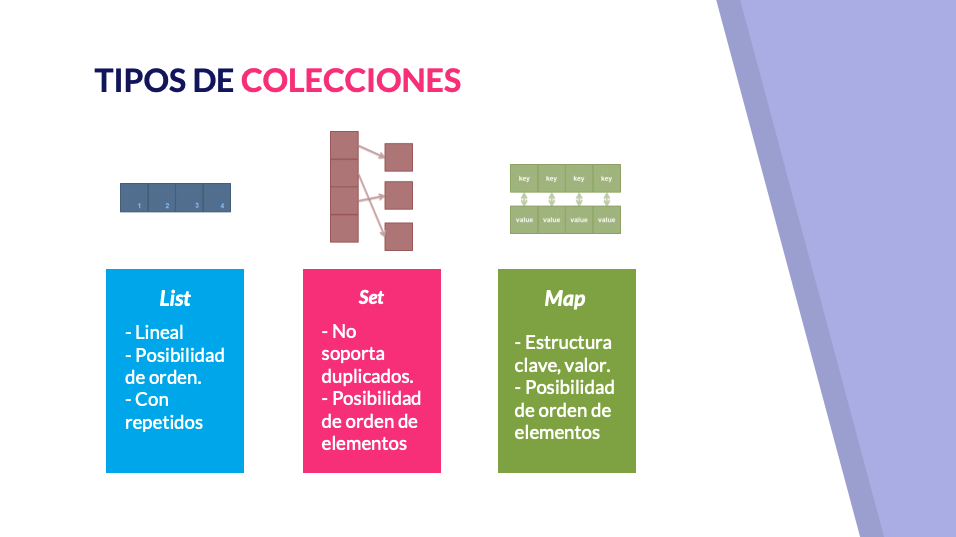 TIPOS DE COLECCIONES
1 2 3 4
key key key key
value value value value
List
- Lineal
- Posibilidad
de orden.
- Con
repetidos
Set
- No
soporta
duplicados.
- Posibilidad
de orden de
elementos
Map
- Estructura
clave, valor.
- Posibilidad
de orden de
elementos